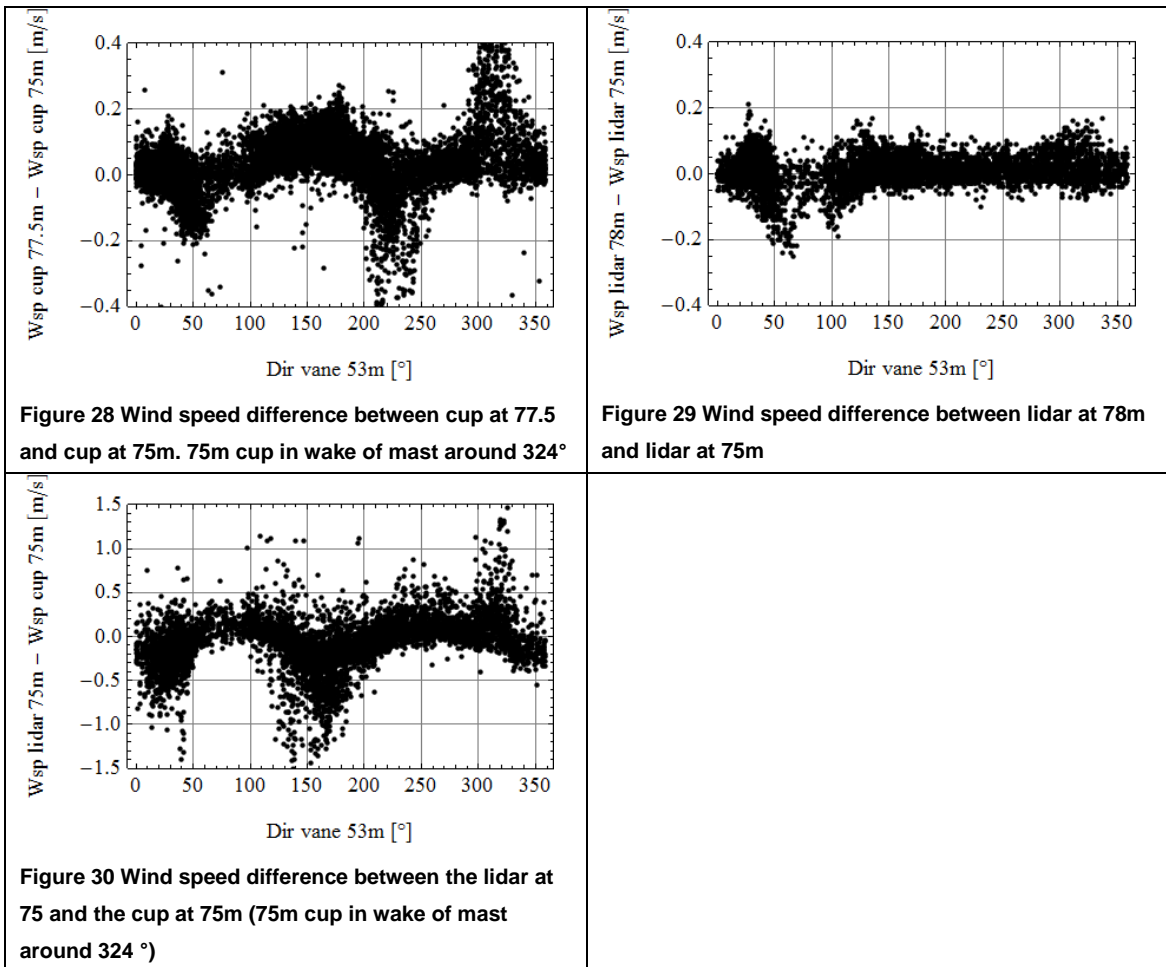 Wsp cup 77.5m − Wsp cup 75m [m/s]
0.4
0.2
0.0
−0.2
−0.4
0 50 100 150 200 250 300 350
Dir vane 53m [°]
Figure 28 Wind speed difference between cup at 77.5
and cup at 75m. 75m cup in wake of mast around 324°
Wsp lidar 78m − Wsp lidar 75m [m/s]
0.4
0.2
0.0
−0.2
−0.4
0 50 100 150 200 250 300 350
Dir vane 53m [°]
Figure 29 Wind speed difference between lidar at 78m
and lidar at 75m
Wsp lidar 75m − Wsp cup 75m [m/s]
1.5
1.0
0.5
0.0
−0.5
−1.0
−1.5
0 50 100 150 200 250 300 350
Dir vane 53m [°]
Figure 30 Wind speed difference between the lidar at
75 and the cup at 75m (75m cup in wake of mast
around 324 °)